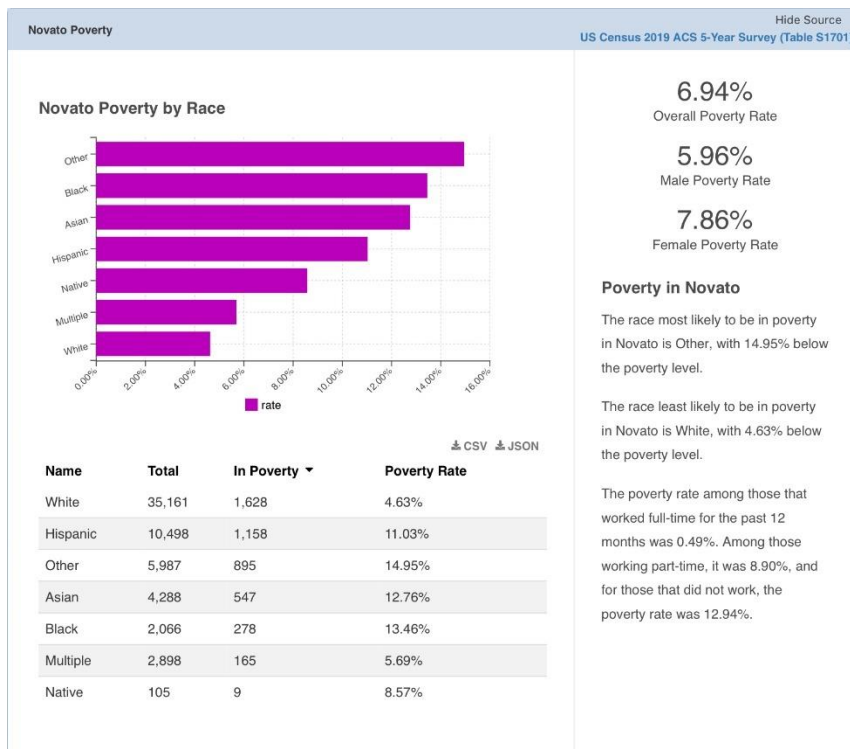 Novato Poverty
Hide Source
US Census 2019 ACS 5-Year Survey (Table S1701
Novato Poverty by Race
Other
Black
Asian
Hispanic
Native
Multiple
White
0.00% 2.00% 4.00% 6.00% 8.00% 10.00% 12.00% 14.00% 16.00%
rate
CSV JSON
Name Total In Poverty Poverty Rate
White 35,161 1,628 4.63%
Hispanic 10,498 1,158 11.03%
Other 5,987 895 14.95%
Asian 4,288 547 12.76%
Black 2,066 278 13.46%
Multiple 2,898 165 5.69%
Native 105 9 8.57%
6.94%
Overall Poverty Rate
5.96%
Male Poverty Rate
7.86%
Female Poverty Rate
Poverty in Novato
The race most likely to be in poverty
in Novato is Other, with 14.95% below
the poverty level.
The race least likely to be in poverty
in Novato is White, with 4.63% below
the poverty level.
The poverty rate among those that
worked full-time for the past 12
months was 0.49%. Among those
working part-time, it was 8.90%, and
for those that did not work, the
poverty rate was 12.94%.